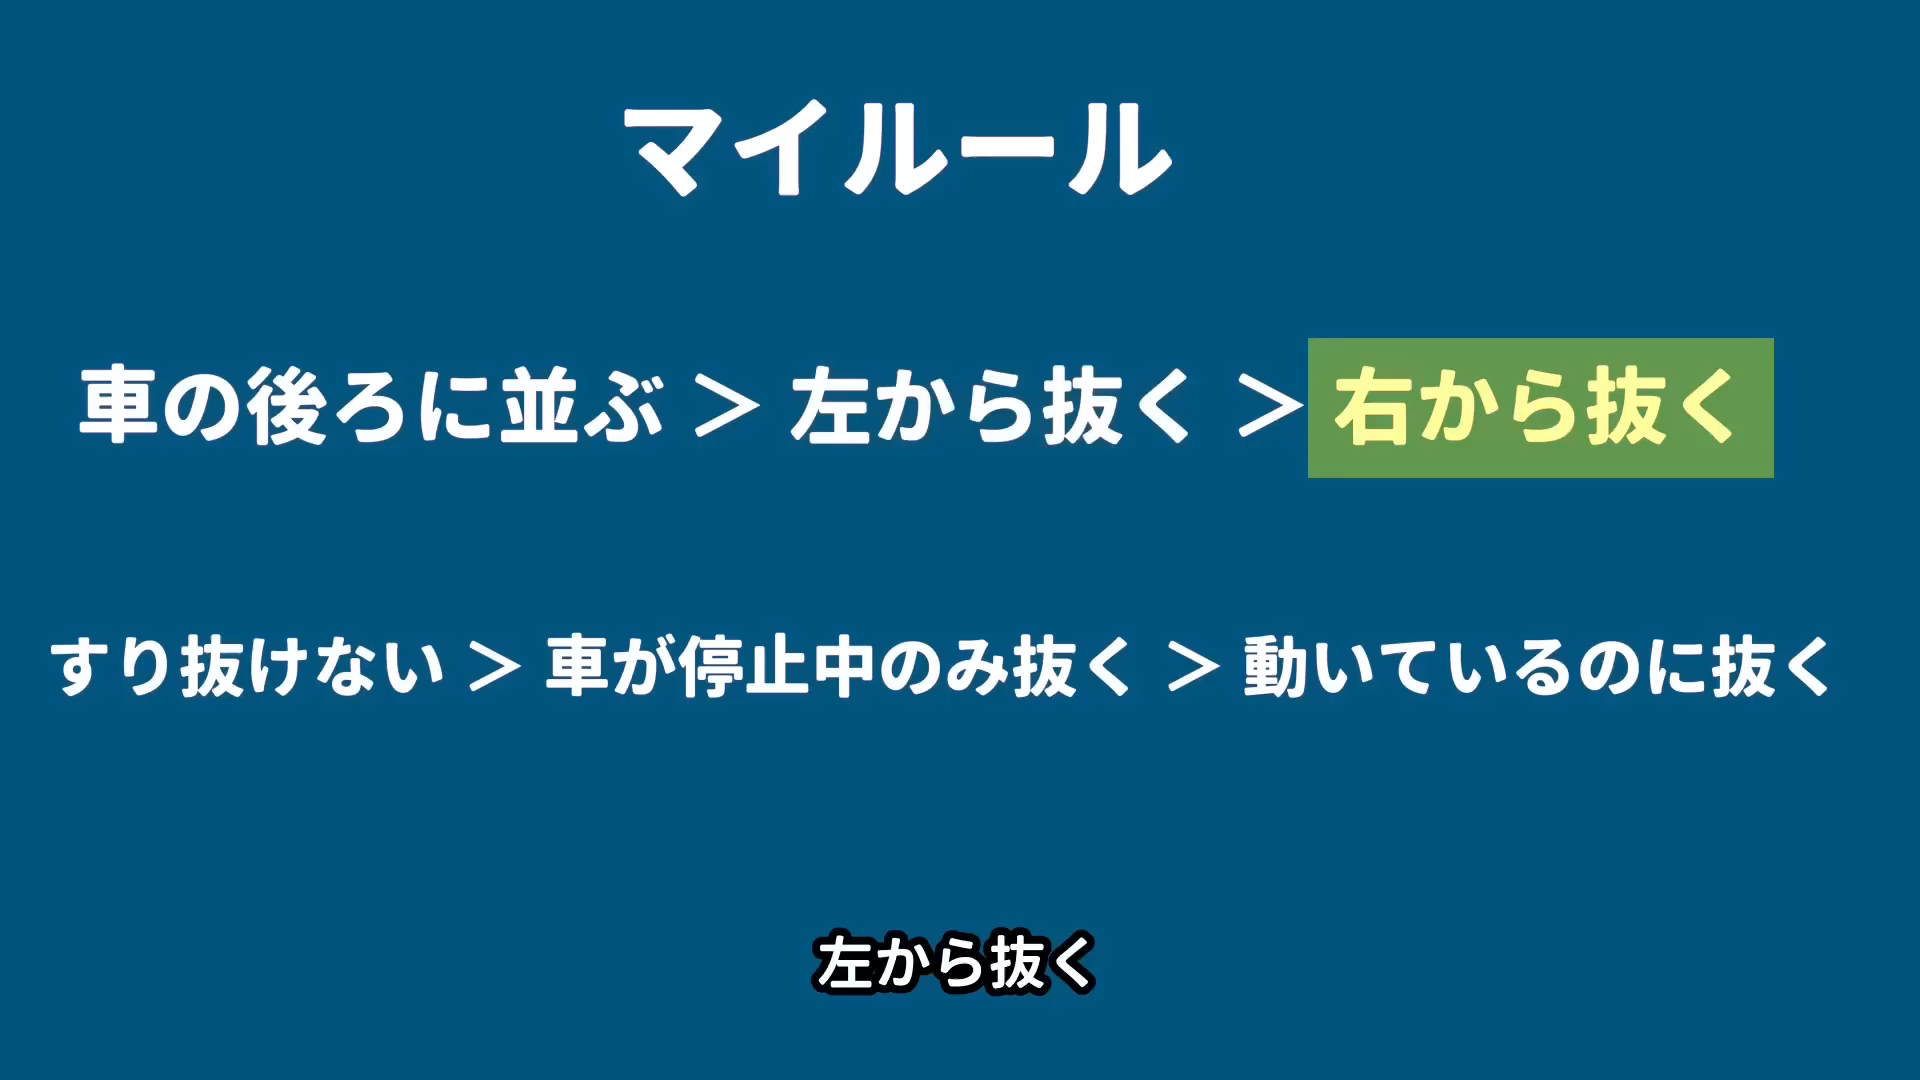 マイルール
車の後ろに並ぶ ＞ 左から抜く ＞ 右から抜く
すり抜けない ＞ 車が停止中のみ抜く ＞ 動いているのに抜く
左から抜く